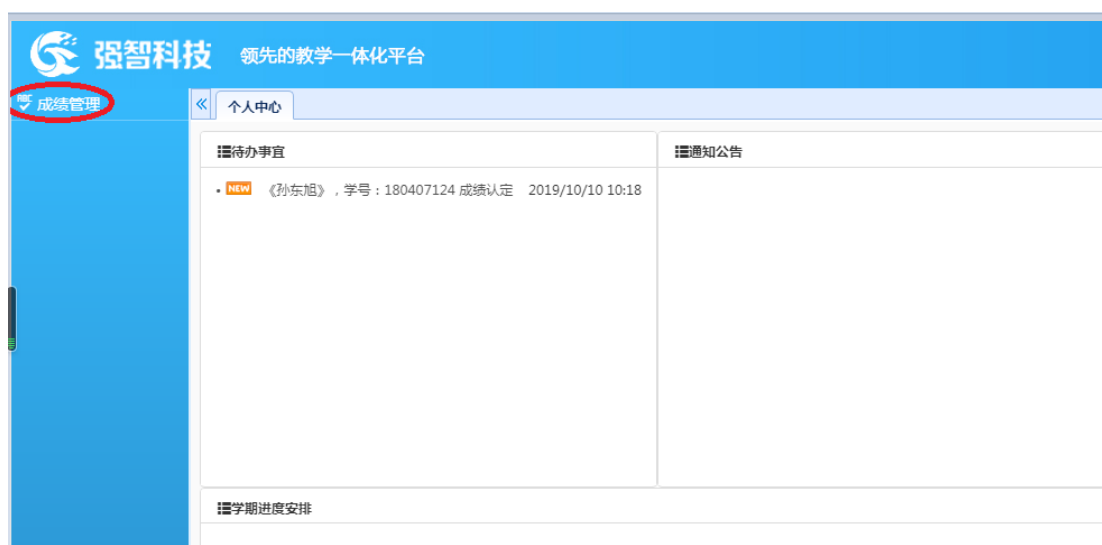 强智科技 领先的教学一体化平台
成绩管理
个人中心
待办事宜
• NEW 《孙东旭》，学号：180407124 成绩认定 2019/10/10 10:18
通知公告
学期进度安排